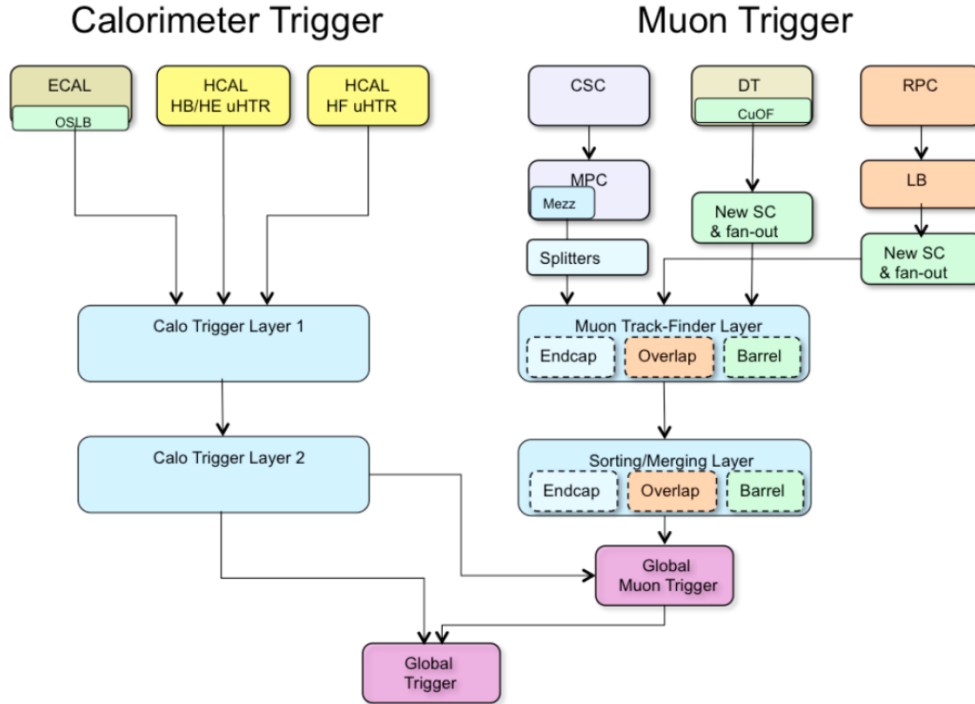 Calorimeter Trigger
Muon Trigger
ECAL
OSLB
HCAL
HB/HE uHTR
HCAL
HF uHTR
CSC
DT
CuOF
RPC
MPC
Mezz
LB
New SC
& fan-out
Splitters
New SC
& fan-out
Calo Trigger Layer 1
Muon Track-Finder Layer
Endcap
Overlap
Barrel
Calo Trigger Layer 2
Sorting/Merging Layer
Endcap
Overlap
Barrel
Global
Muon Trigger
Global
Trigger